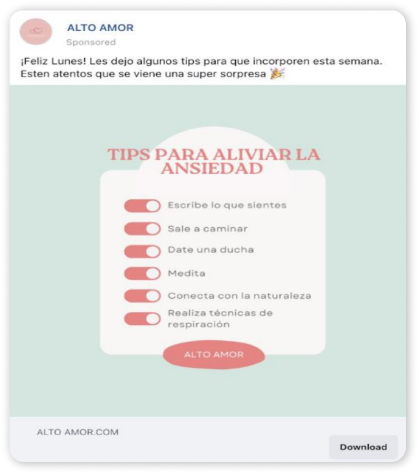 ALTO AMOR
Sponsored
¡Feliz Lunes! Les dejo algunos tips para que incorporen esta semana.
Esten atentos que se viene una super sorpresa 🎉
TIPS PARA ALIVIAR LA
ANSIEDAD
Escribe lo que sientes
Sale a caminar
Date una ducha
Medita
Conecta con la naturaleza
Realiza técnicas de
respiración
ALTO AMOR
ALTO AMOR.COM
Download